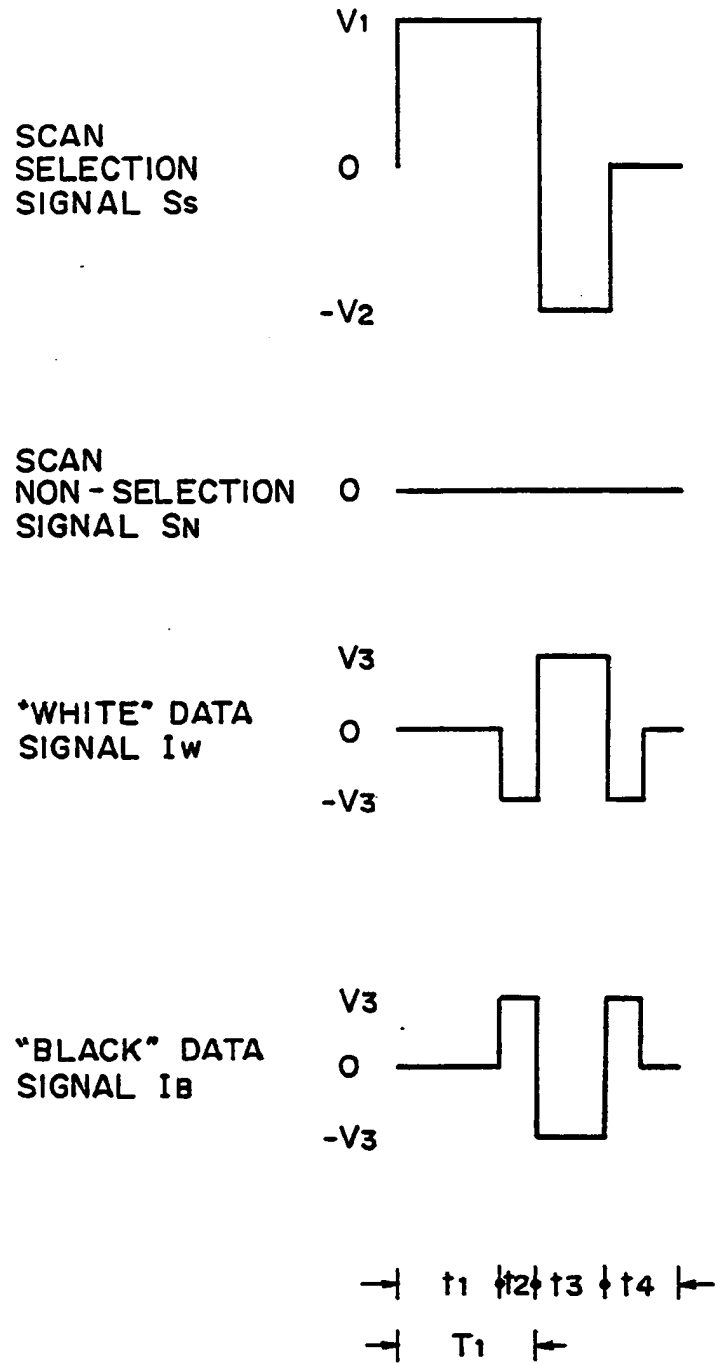 V1
SCAN
SELECTION
SIGNAL Ss
O
-V2
SCAN
NON-SELECTION
SIGNAL SN
O
V3
"WHITE" DATA
SIGNAL IW
O
-V3
V3
"BLACK" DATA
SIGNAL IB
O
-V3
t1 t2 t3 t4
T1